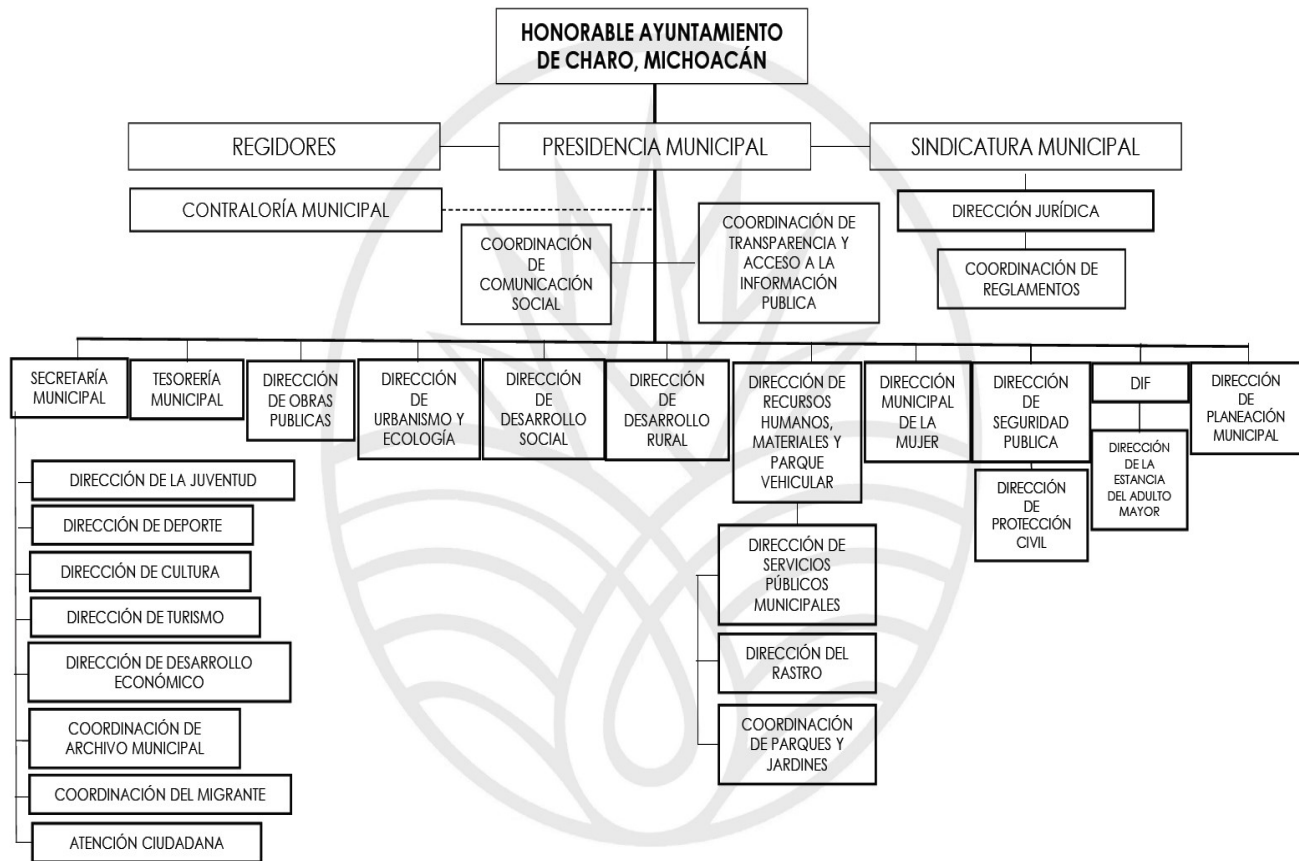 HONORABLE AYUNTAMIENTO
DE CHARO, MICHOACÁN
REGIDORES
PRESIDENCIA MUNICIPAL
SINDICATURA MUNICIPAL
CONTRALORÍA MUNICIPAL
DIRECCIÓN JURÍDICA
COORDINACIÓN
DE
COMUNICACIÓN
SOCIAL
COORDINACIÓN DE
TRANSPARENCIA Y
ACCESO A LA
INFORMACIÓN
PUBLICA
COORDINACIÓN DE
REGLAMENTOS
SECRETARÍA
MUNICIPAL
TESORERÍA
MUNICIPAL
DIRECCIÓN
DE OBRAS
PUBLICAS
DIRECCIÓN
DE
URBANISMO Y
ECOLOGÍA
DIRECCIÓN
DE
DESARROLLO
SOCIAL
DIRECCIÓN
DE
DESARROLLO
RURAL
DIRECCIÓN DE
RECURSOS
HUMANOS,
MATERIALES Y
PARQUE
VEHICULAR
DIRECCIÓN
MUNICIPAL
DE LA
MUJER
DIRECCIÓN
DE
SEGURIDAD
PUBLICA
DIF
DIRECCIÓN
DE
PLANEACIÓN
MUNICIPAL
DIRECCIÓN DE LA JUVENTUD
DIRECCIÓN DE DEPORTE
DIRECCIÓN DE CULTURA
DIRECCIÓN DE TURISMO
DIRECCIÓN DE DESARROLLO
ECONÓMICO
COORDINACIÓN DE
ARCHIVO MUNICIPAL
COORDINACIÓN DEL MIGRANTE
ATENCIÓN CIUDADANA
DIRECCIÓN DE
SERVICIOS
PÚBLICOS
MUNICIPALES
DIRECCIÓN DEL
RASTRO
COORDINACIÓN
DE PARQUES Y
JARDINES
DIRECCIÓN
DE
PROTECCIÓN
CIVIL
DIRECCIÓN
DE LA
ESTANCIA
DEL ADULTO
MAYOR